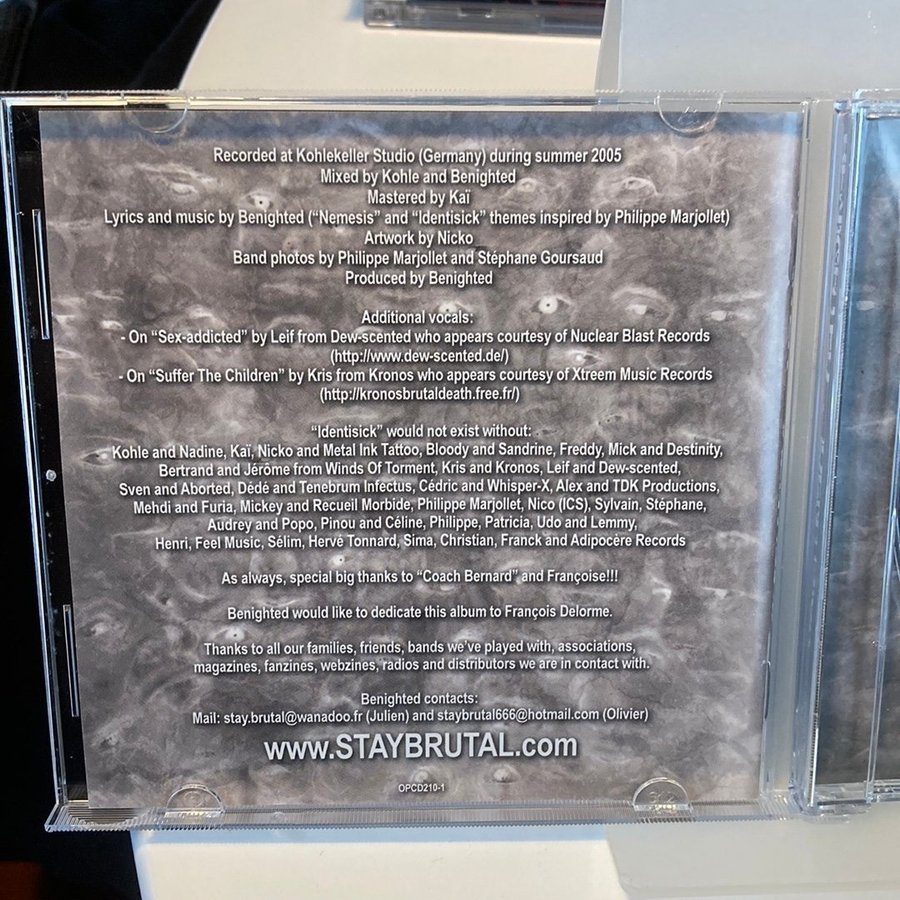 Recorded at Kohlekeller Studio (Germany) during summer 2005
Mixed by Kohle and Benighted
Mastered by Kaï
Lyrics and music by Benighted (“Nemesis” and “Identisick” themes inspired by Philippe Marjollet)
Artwork by Nicko
Band photos by Philippe Marjollet and Stéphane Goursaud
Produced by Benighted
Additional vocals:
- On “Sex-addicted” by Leif from Dew-scented who appears courtesy of Nuclear Blast Records
(http://www.dew-scented.de/)
- On “Suffer The Children” by Kris from Kronos who appears courtesy of Xtreem Music Records
(http://kronosbrutaldeath.free.fr/)
“Identisick” would not exist without:
Kohle and Nadine, Kaï, Nicko and Metal Ink Tattoo, Bloody and Sandrine, Freddy, Mick and Destinity,
Bertrand and Jérôme from Winds Of Torment, Kris and Kronos, Leif and Dew-scented,
Sven and Aborted, Dédé and Tenebrum Infectus, Cédric and Whisper-X, Alex and TDK Productions,
Mehdi and Furia, Mickey and Recueil Morbide, Philippe Marjollet, Nico (ICS), Sylvain, Stéphane,
Audrey and Popo, Pinou and Céline, Philippe, Patricia, Udo and Lemmy,
Henri, Feel Music, Sélim, Hervé Tonnard, Sima, Christian, Franck and Adipocère Records
As always, special big thanks to “Coach Bernard” and Françoise!!!
Benighted would like to dedicate this album to François Delorme.
Thanks to all our families, friends, bands we’ve played with, associations,
magazines, fanzines, webzines, radios and distributors we are in contact with.
Benighted contacts:
Mail: stay.brutal@wanadoo.fr (Julien) and staybrutal666@hotmail.com (Olivier)
www.STAYBRUTAL.com
OPCD210-1